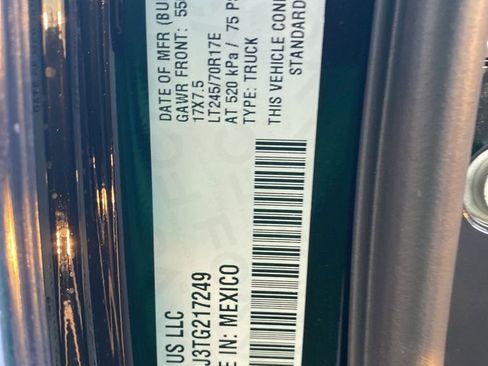 DATE OF MFR (BU
GAWR FRONT: 55
17X7.5
LT245/70R17E
AT 520 kPa / 75 P
TYPE: TRUCK
THIS VEHICLE CON
STANDARD
US LLC
J3TG217249
E IN: MEXICO